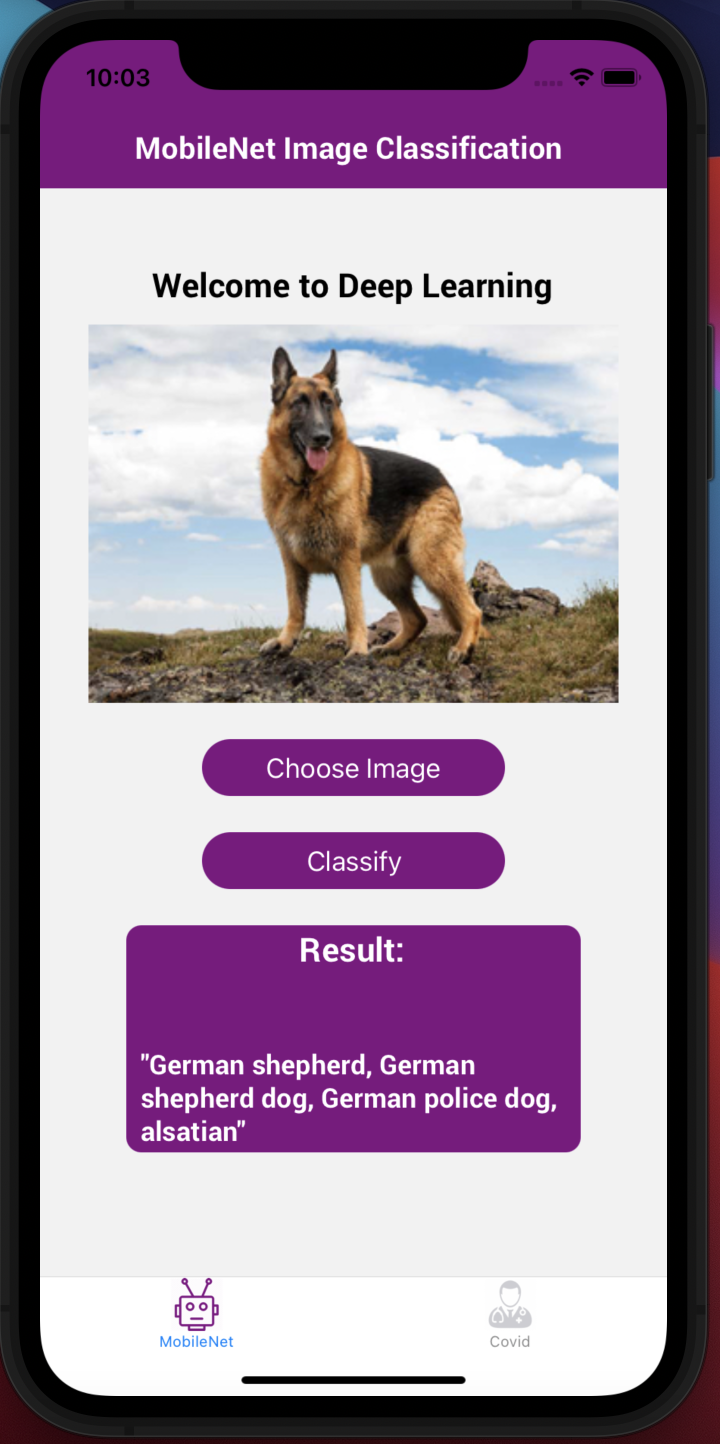 10:03
MobileNet Image Classification
Welcome to Deep Learning
Choose Image
Classify
Result:
"German shepherd, German
shepherd dog, German police dog,
alsatian"
MobileNet
Covid